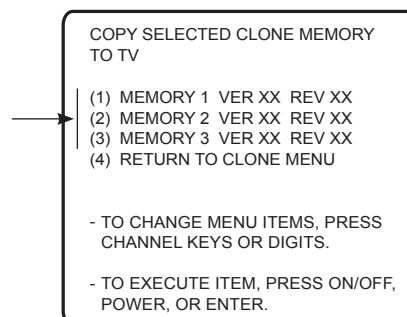 COPY SELECTED CLONE MEMORY
TO TV
(1) MEMORY 1 VER XX REV XX
(2) MEMORY 2 VER XX REV XX
(3) MEMORY 3 VER XX REV XX
(4) RETURN TO CLONE MENU
- TO CHANGE MENU ITEMS, PRESS
CHANNEL KEYS OR DIGITS.
- TO EXECUTE ITEM, PRESS ON/OFF,
POWER, OR ENTER.